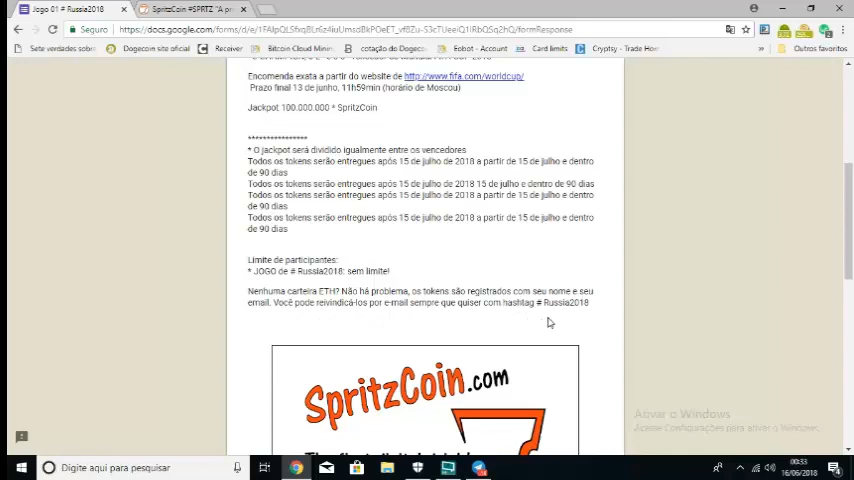 Jogo 01 # Russia2018
SpritzCoin #SPRTZ "A pr
Seguro
https://docs.google.com/forms/d/e/
/formResponse
Sete verdades sobre
Dogecoin site oficial
Receiver
Bitcoin Cloud Mining
cotação do Dogeco
Eobot - Account
Card limits
Cryptsy - Trade Hom
Outros favoritos
Encomenda exata a partir do website de http://www.fifa.com/worldcup/
Prazo final 13 de junho, 11h59min (horário de Moscou)
Jackpot 100.000.000 * SpritzCoin
***************
* O jackpot será dividido igualmente entre os vencedores
Todos os tokens serão entregues após 15 de julho de 2018 a partir de 15 de julho e dentro
de 90 dias
Todos os tokens serão entregues após 15 de julho de 2018 15 de julho e dentro de 90 dias
Todos os tokens serão entregues após 15 de julho de 2018 a partir de 15 de julho e dentro
de 90 dias
Todos os tokens serão entregues após 15 de julho de 2018 a partir de 15 de julho e dentro
de 90 dias
Limite de participantes:
* JOGO de # Russia2018: sem limite!
Nenhuma carteira ETH? Não há problema, os tokens são registrados com seu nome e seu
email. Você pode reivindicá-los por e-mail sempre que quiser com hashtag # Russia2018
SpritzCoin.com
Ativar o Windows
Acesse Configurações para ativar o Windows.
Digite aqui para pesquisar
00:33
16/06/2018